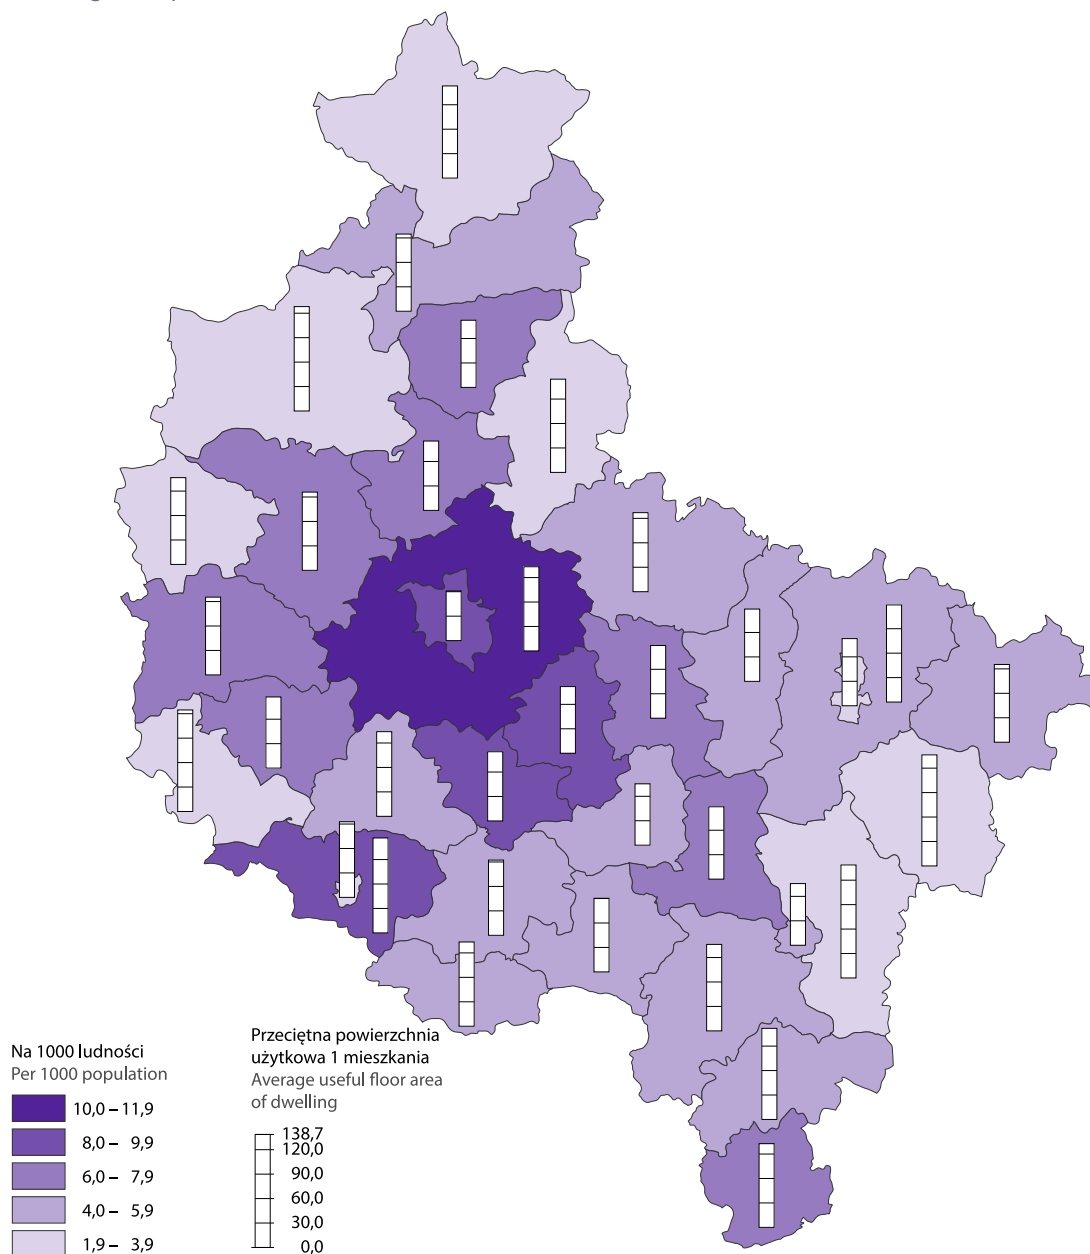 Na 1000 ludności
Per 1000 population
10,0 – 11,9
8,0 – 9,9
6,0 – 7,9
4,0 – 5,9
1,9 – 3,9
Przeciętna powierzchnia
użytkowa 1 mieszkania
Average useful floor area
of dwelling
138,7
120,0
90,0
60,0
30,0
0,0